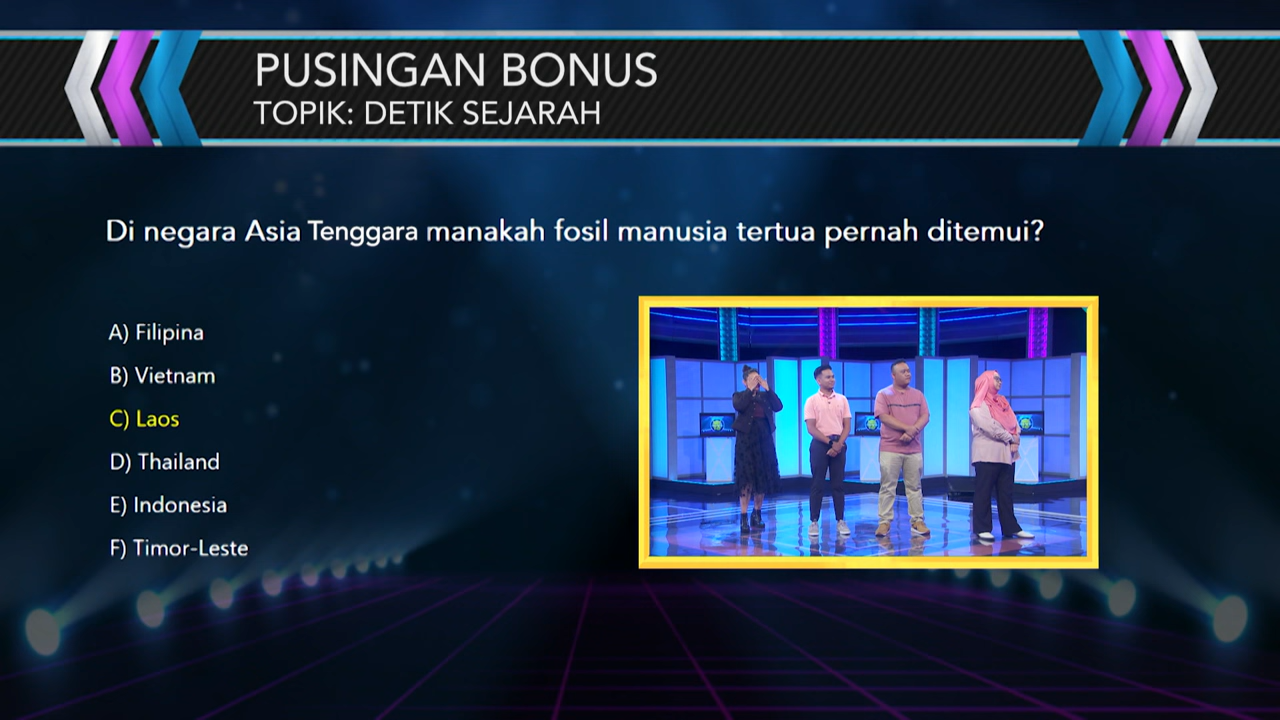 PUSINGAN BONUS
TOPIK: DETIK SEJARAH
Di negara Asia Tenggara manakah fosil manusia tertua pernah ditemui?
A) Filipina
B) Vietnam
C) Laos
D) Thailand
E) Indonesia
F) Timor-Leste